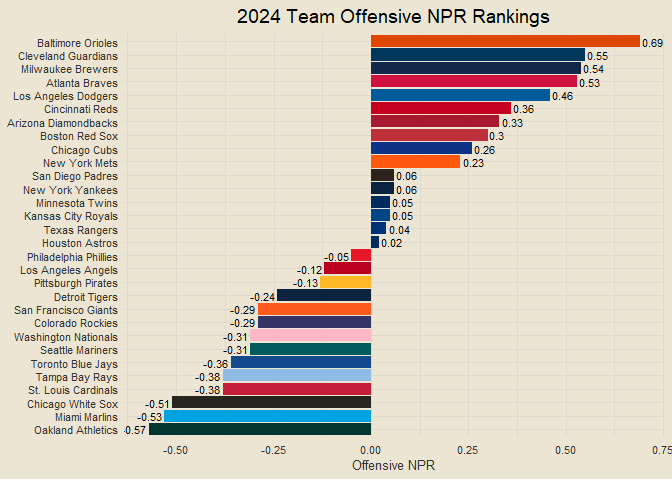 2024 Team Offensive NPR Rankings
Baltimore Orioles 0.69
Cleveland Guardians 0.55
Milwaukee Brewers 0.54
Atlanta Braves 0.53
Los Angeles Dodgers 0.46
Cincinnati Reds 0.36
Arizona Diamondbacks 0.33
Boston Red Sox 0.3
Chicago Cubs 0.26
New York Mets 0.23
San Diego Padres 0.06
New York Yankees 0.06
Minnesota Twins 0.05
Kansas City Royals 0.05
Texas Rangers 0.04
Houston Astros 0.02
Philadelphia Phillies -0.05
Los Angeles Angels -0.12
Pittsburgh Pirates -0.13
Detroit Tigers -0.24
San Francisco Giants -0.29
Colorado Rockies -0.29
Washington Nationals -0.31
Seattle Mariners -0.31
Toronto Blue Jays -0.36
Tampa Bay Rays -0.38
St. Louis Cardinals -0.38
Chicago White Sox -0.51
Miami Marlins -0.53
Oakland Athletics 0.57
-0.50 -0.25 0.00 0.25 0.50 0.75
Offensive NPR